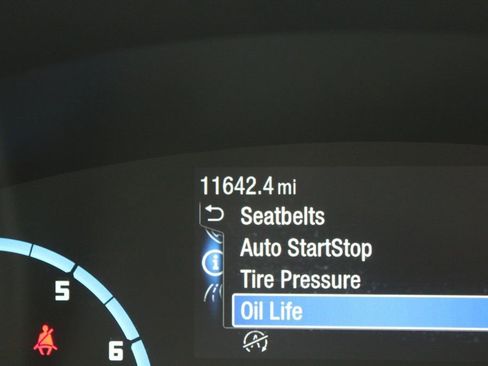 11642.4 mi
Seatbelts
Auto StartStop
Tire Pressure
Oil Life
5
6
A